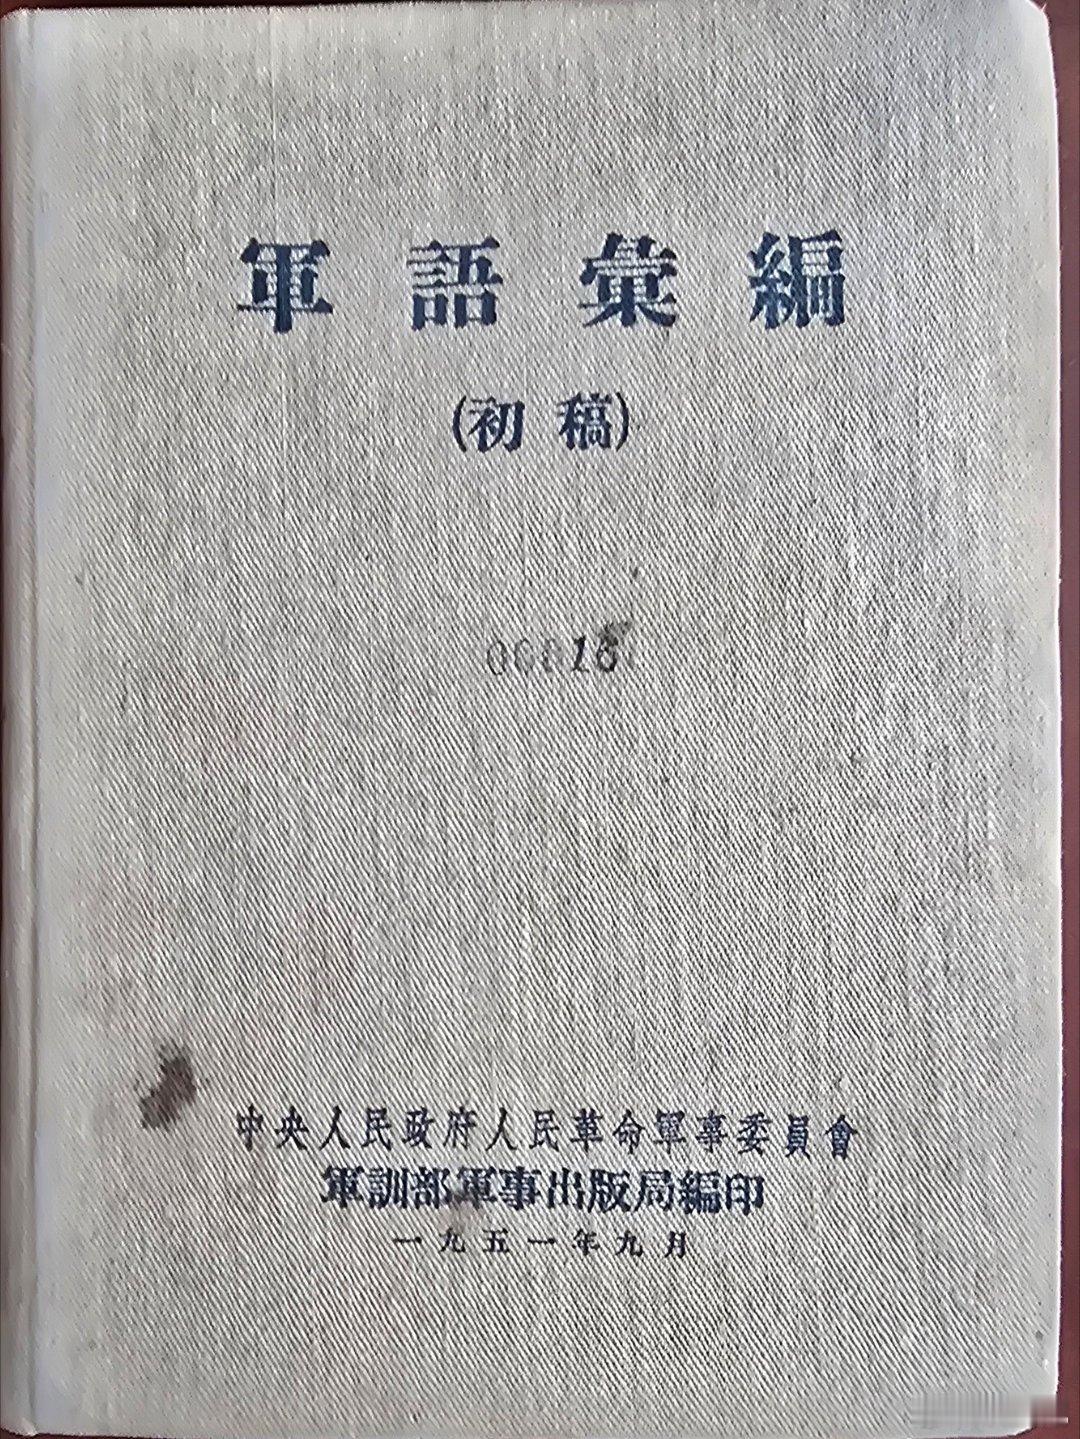 軍語彙編
(初稿)
中央人民政府人民革命軍事委員會
軍訓部軍事出版局編印
一九五一年九月